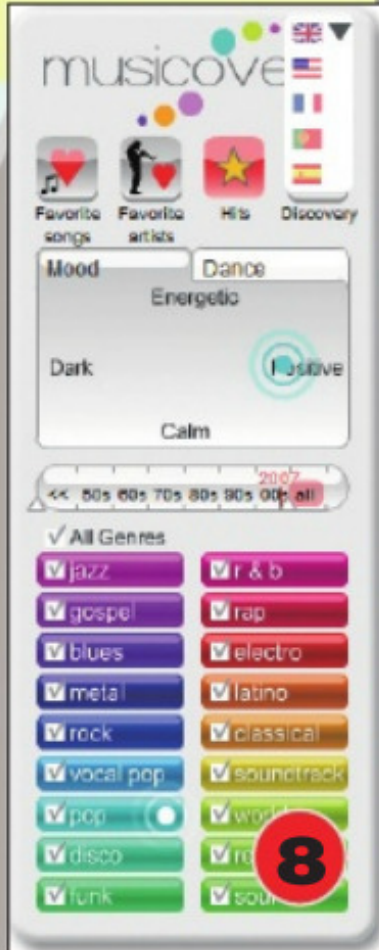 musicove
Favorite songs
Favorite artists
Hits
Discovery
Mood
Dance
Energetic
Dark
Positive
Calm
2007
<< 50s 60s 70s 80s 90s 00s all
All Genres
jazz
r & b
gospel
rap
blues
electro
metal
latino
rock
classical
vocal pop
soundtrack
pop
world
disco
funk
8